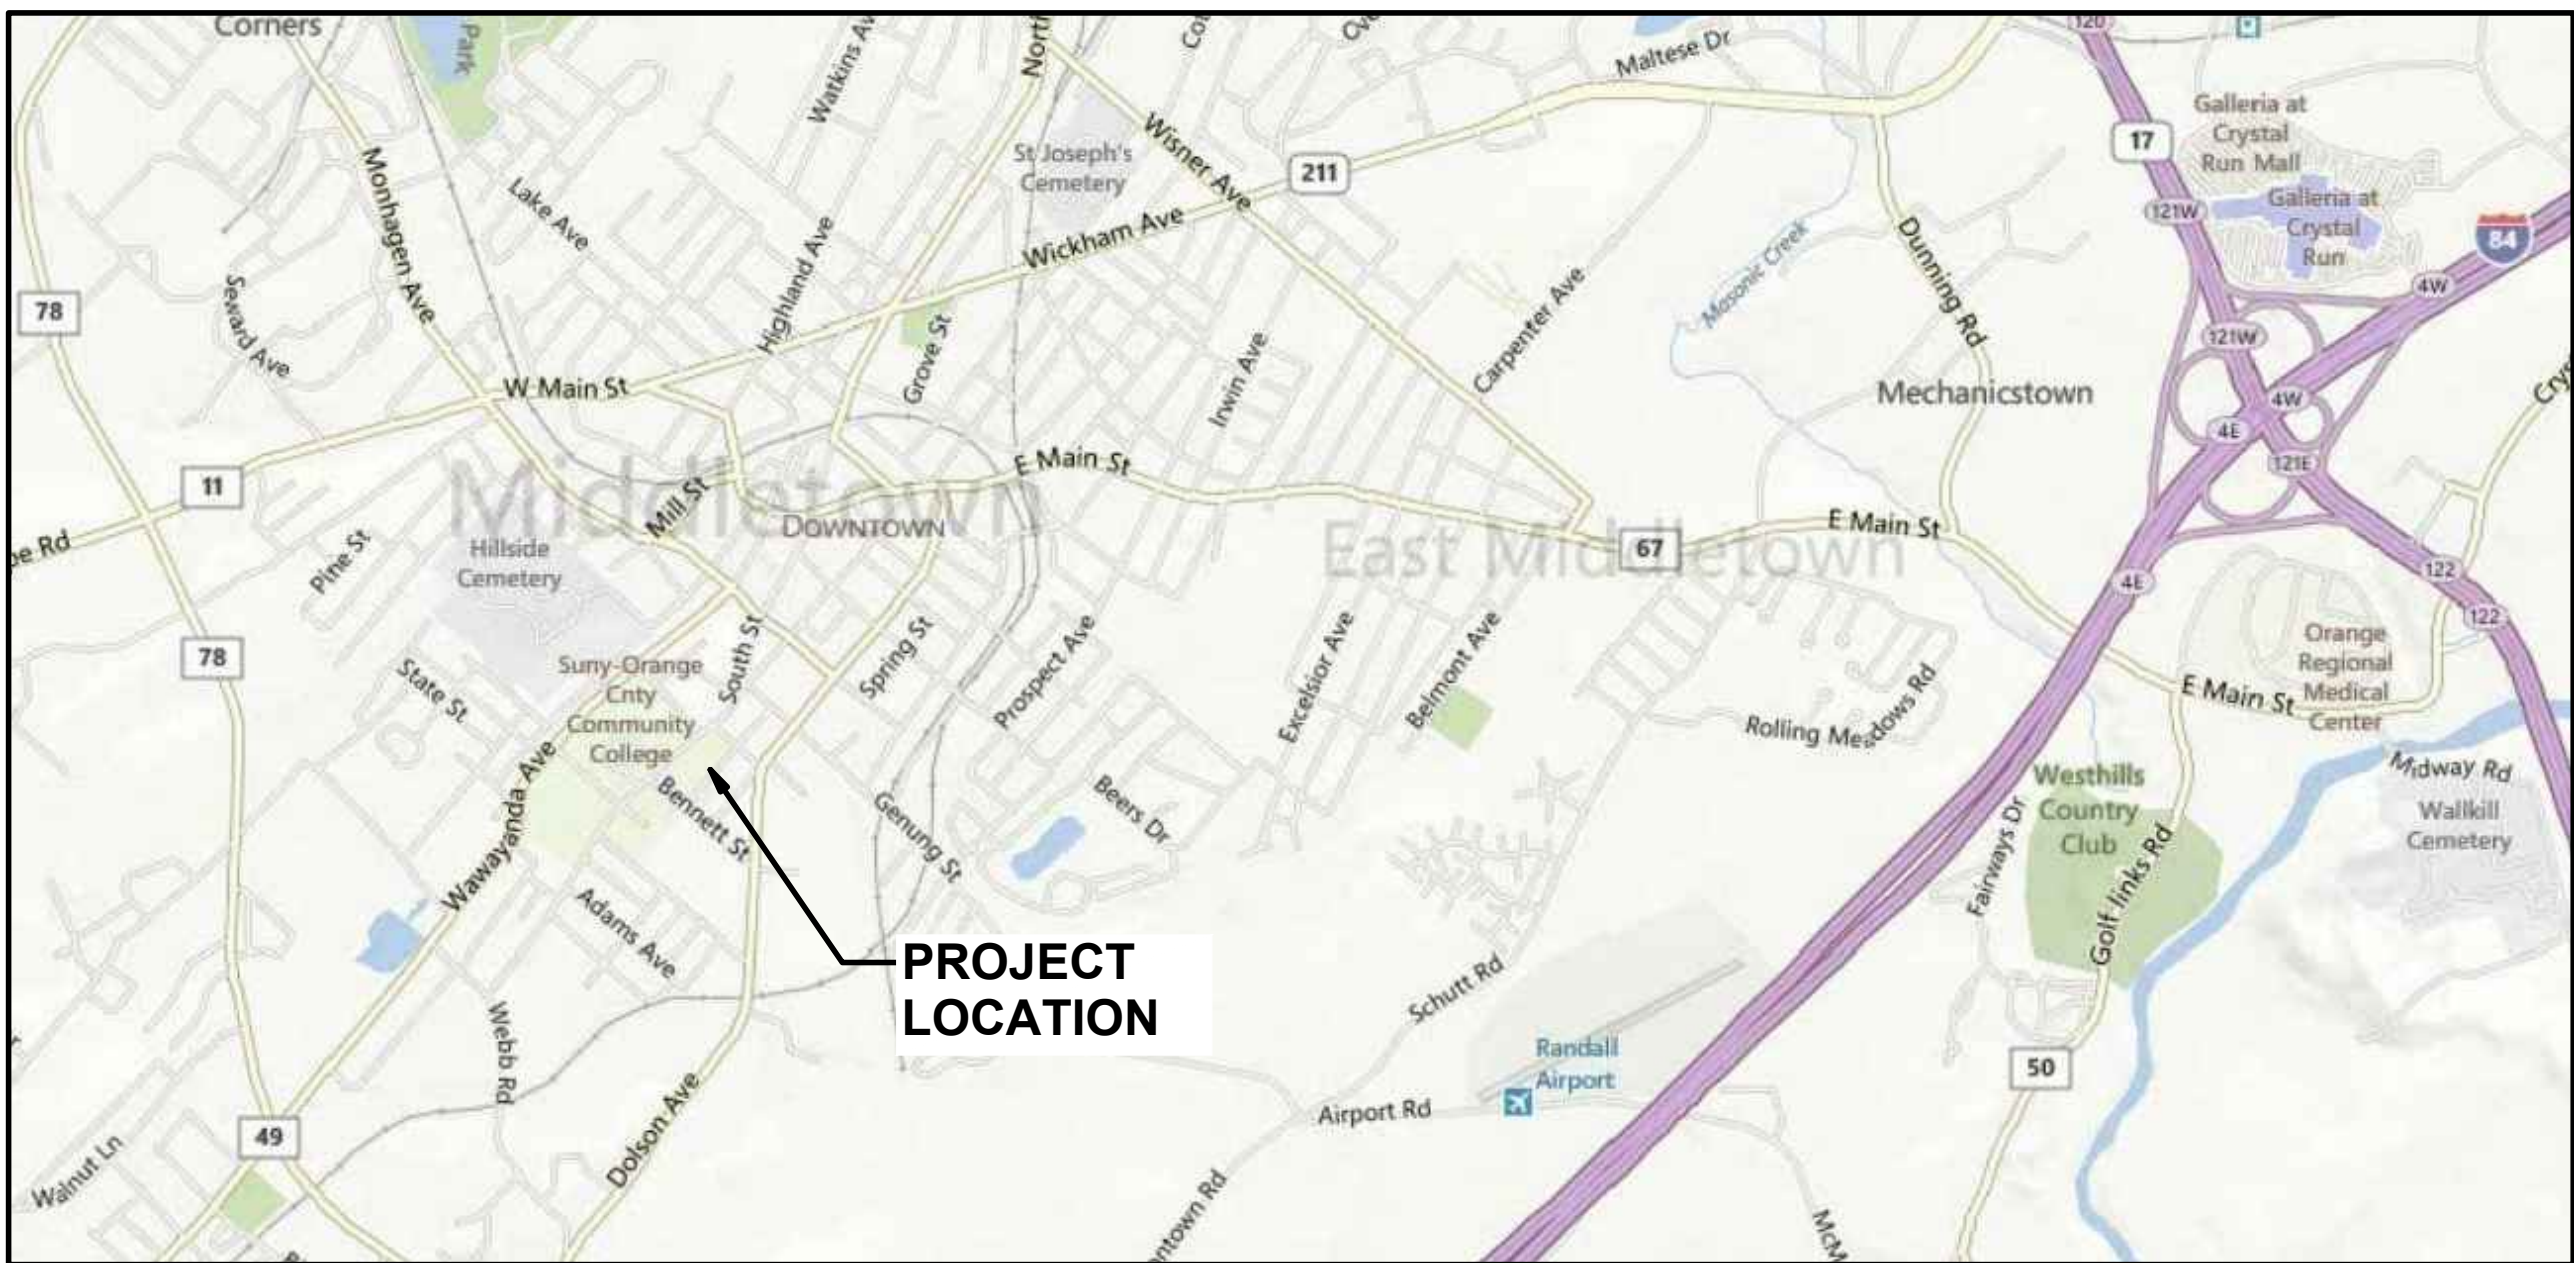 Corners
Park
Watkins Av
North
Maltese Dr
120
Galleria at
Crystal
Run Mall
17
Monhagen Ave
Lake Ave
St Joseph's
Cemetery
Wisner Ave
211
121W
Galleria at
Crystal
Run
84
4W
Wickham Ave
Highland Ave
Masonic Creek
Dunning Rd
78
Seward Ave
Grove St
Irwin Ave
Carpenter Ave
121W
W Main St
Mechanicstown
4W
4E
121E
11
Middletown
Mill St
DOWNTOWN
E Main St
E Main St
67
East Middletown
Pine St
Hillside
Cemetery
4E
122
122
78
State St
Suny-Orange
Cnty
Community
College
South St
Spring St
Prospect Ave
Excelsior Ave
Belmont Ave
Rolling Meadows Rd
E Main St
Orange
Regional
Medical
Center
Wawayanda Ave
Bennett St
Genung St
Beers Dr
Westhills
Country
Club
Fairways Dr
Golf links Rd
Midway Rd
Wallkill
Cemetery
Adams Ave
PROJECT
LOCATION
Schutt Rd
Webb Rd
Randall
Airport
Airport Rd
50
49
Walnut Ln
Dolson Ave
ntown Rd
McM